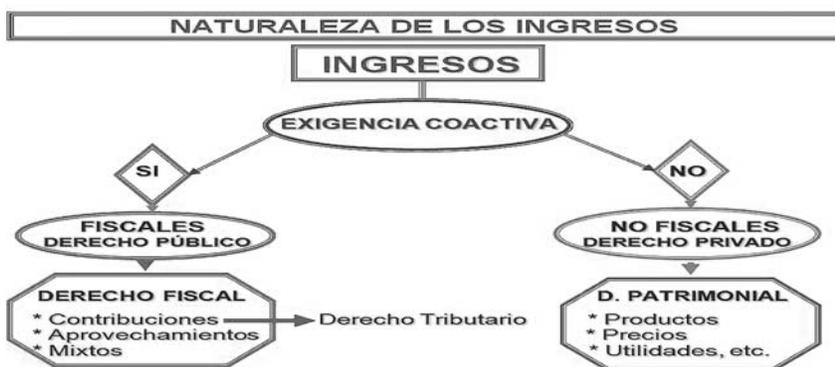 NATURALEZA DE LOS INGRESOS
INGRESOS
EXIGENCIA COACTIVA
SI
NO
FISCALES
DERECHO PÚBLICO
NO FISCALES
DERECHO PRIVADO
DERECHO FISCAL
* Contribuciones
* Aprovechamientos
* Mixtos
Derecho Tributario
D. PATRIMONIAL
* Productos
* Precios
* Utilidades, etc.